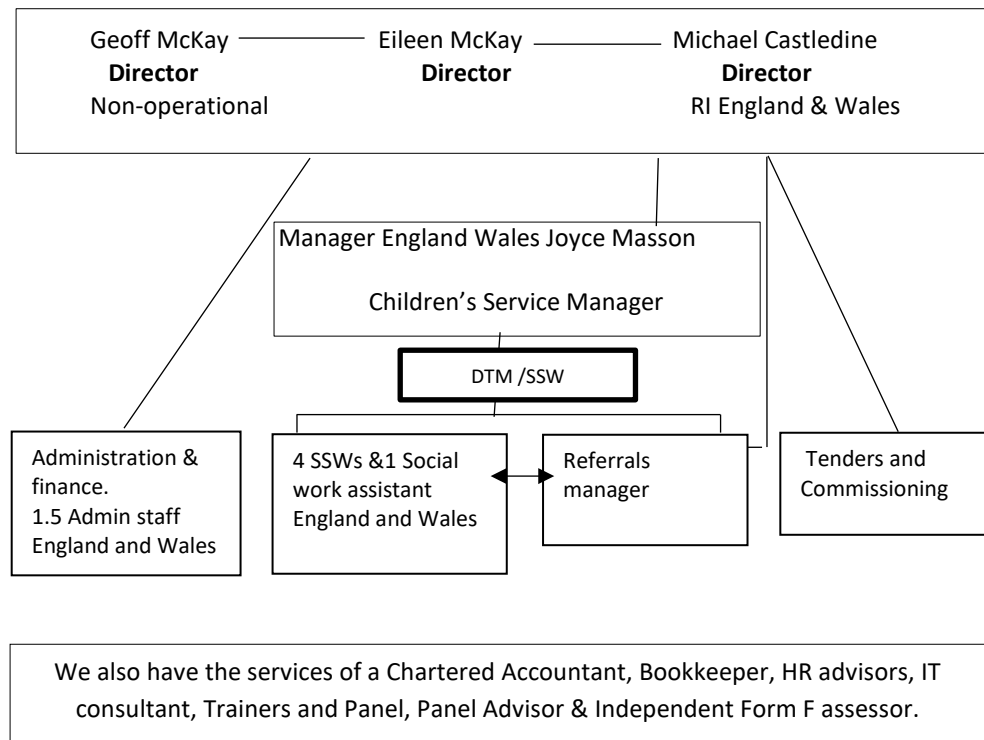 Geoff McKay Eileen McKay Michael Castledine
Director Director Director
Non-operational RI England & Wales
Manager England Wales Joyce Masson
Children’s Service Manager
DTM /SSW
Administration &
finance.
1.5 Admin staff
England and Wales
4 SSWs &1 Social
work assistant
England and Wales
Referrals
manager
Tenders and
Commissioning
We also have the services of a Chartered Accountant, Bookkeeper, HR advisors, IT
consultant, Trainers and Panel, Panel Advisor & Independent Form F assessor.